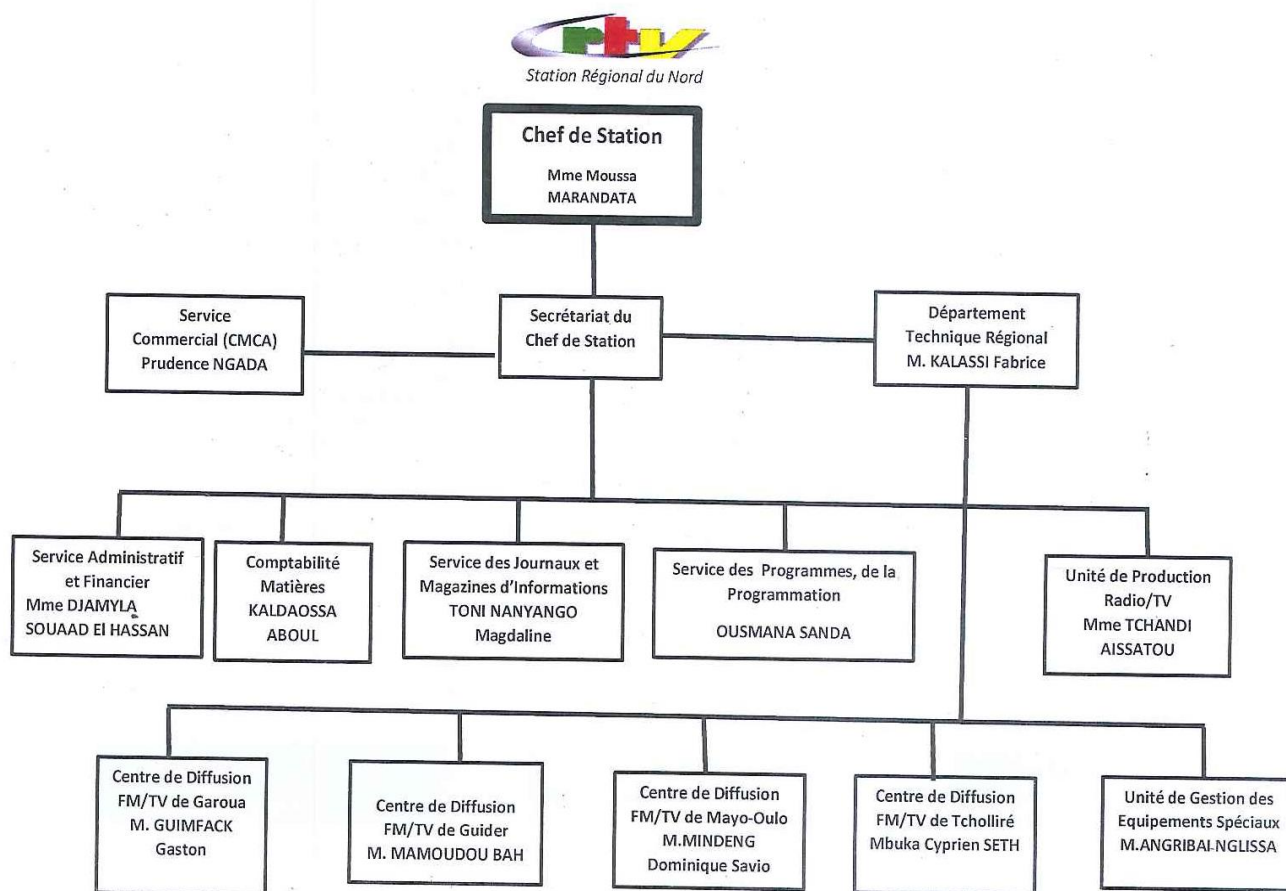 crtv
Station Régional du Nord
Chef de Station
Mme Moussa
MARANDATA
Service
Commercial (CMCA)
Prudence NGADA
Secrétariat du
Chef de Station
Département
Technique Régional
M. KALASSI Fabrice
Service Administratif
et Financier
Mme DJAMYLA
SOUAAD El HASSAN
Comptabilité
Matières
KALDAOSSA
ABOUL
Service des Journaux et
Magazines d'Informations
TONI NANYANGO
Magdaline
Service des Programmes, de la
Programmation
OUSMANA SANDA
Unité de Production
Radio/TV
Mme TCHANDI
AISSATOU
Centre de Diffusion
FM/TV de Garoua
M. GUIMFACK
Gaston
Centre de Diffusion
FM/TV de Guider
M. MAMOUDOU BAH
Centre de Diffusion
FM/TV de Mayo-Oulo
M.MINDENG
Dominique Savio
Centre de Diffusion
FM/TV de Tcholliré
Mbuka Cyprien SETH
Unité de Gestion des
Equipements Spéciaux
M.ANGRIBAI-NGLISSA